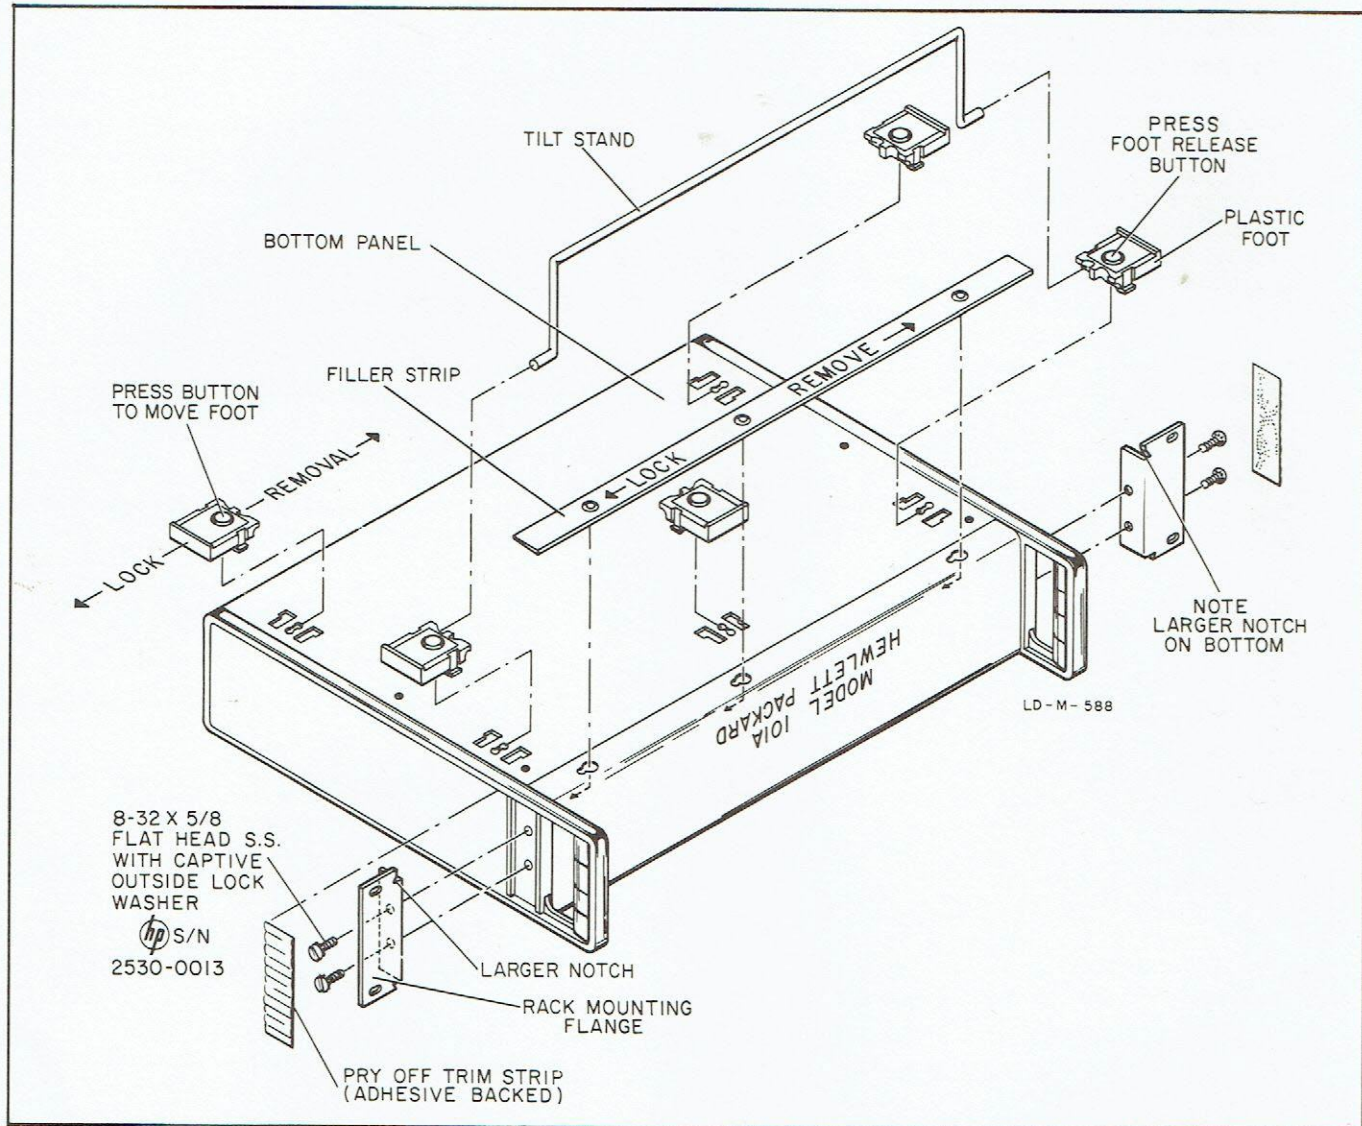 TILT STAND
PRESS
FOOT RELEASE
BUTTON
PLASTIC
FOOT
BOTTOM PANEL
FILLER STRIP
REMOVE
LOCK
PRESS BUTTON
TO MOVE FOOT
REMOVAL
LOCK
NOTE
LARGER NOTCH
ON BOTTOM
HEWLETT PACKARD
MODEL 101A
LD-M-588
8-32 X 5/8
FLAT HEAD S.S.
WITH CAPTIVE
OUTSIDE LOCK
WASHER
hp S/N
2530-0013
LARGER NOTCH
RACK MOUNTING
FLANGE
PRY OFF TRIM STRIP
(ADHESIVE BACKED)